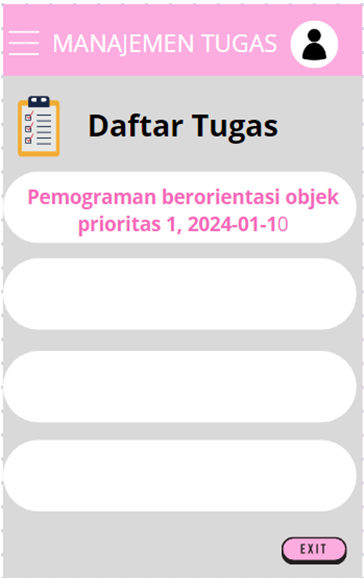 MANAJEMEN TUGAS
Daftar Tugas
Pemograman berorientasi objek
prioritas 1, 2024-01-10
EXIT